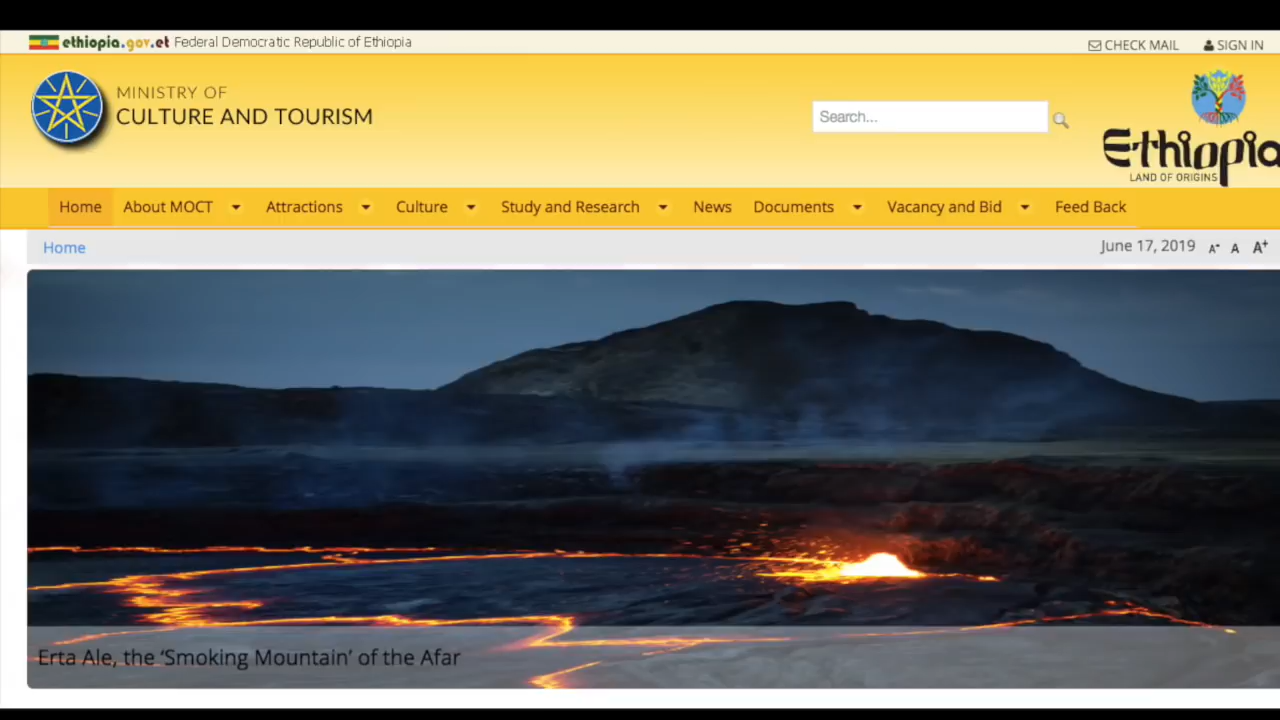 ethiopia.gov.et Federal Democratic Republic of Ethiopia CHECK MAIL SIGN IN
MINISTRY OF
CULTURE AND TOURISM
Search...
Ethiopia
LAND OF ORIGINS
Home About MOCT Attractions Culture Study and Research News Documents Vacancy and Bid Feed Back
Home June 17, 2019 A- A A+
Erta Ale, the ‘Smoking Mountain’ of the Afar